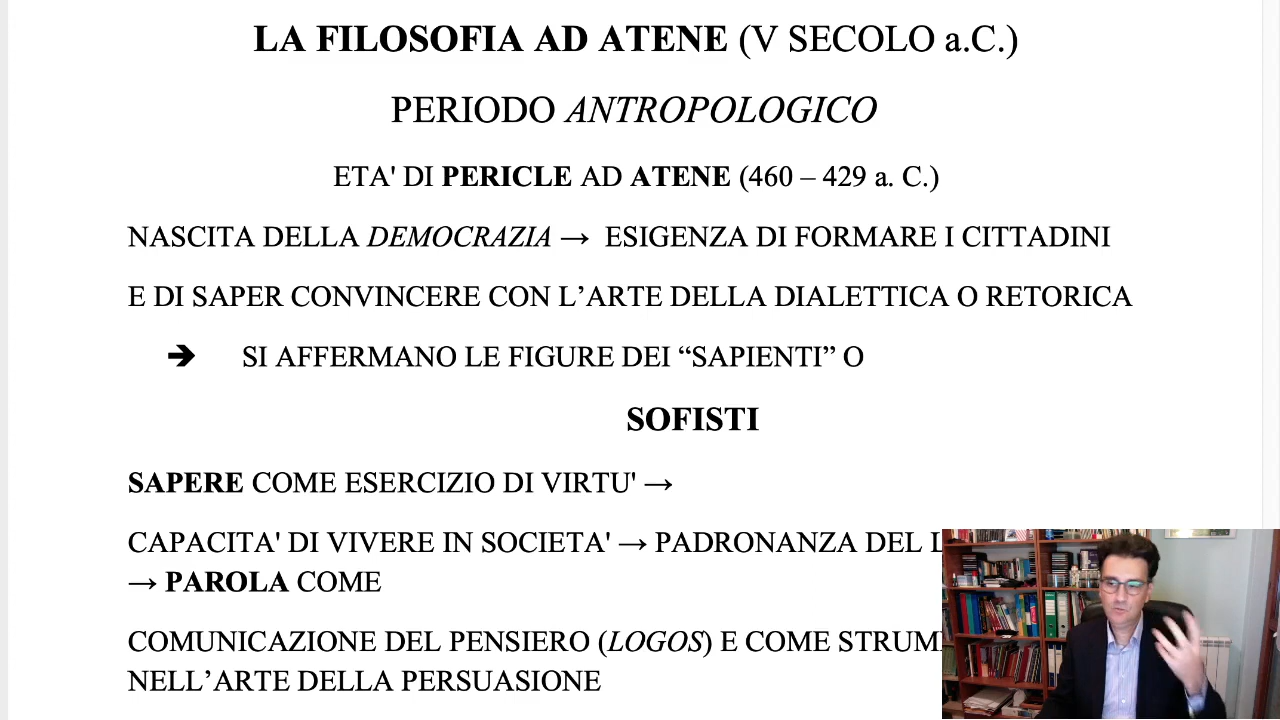 LA FILOSOFIA AD ATENE (V SECOLO a.C.)
PERIODO ANTROPOLOGICO
ETA' DI PERICLE AD ATENE (460 – 429 a. C.)
NASCITA DELLA DEMOCRAZIA → ESIGENZA DI FORMARE I CITTADINI
E DI SAPER CONVINCERE CON L’ARTE DELLA DIALETTICA O RETORICA
➔ SI AFFERMANO LE FIGURE DEI “SAPIENTI” O
SOFISTI
SAPERE COME ESERCIZIO DI VIRTU' →
CAPACITA' DI VIVERE IN SOCIETA' → PADRONANZA DEL
→ PAROLA COME
COMUNICAZIONE DEL PENSIERO (LOGOS) E COME
NELL’ARTE DELLA PERSUASIONE